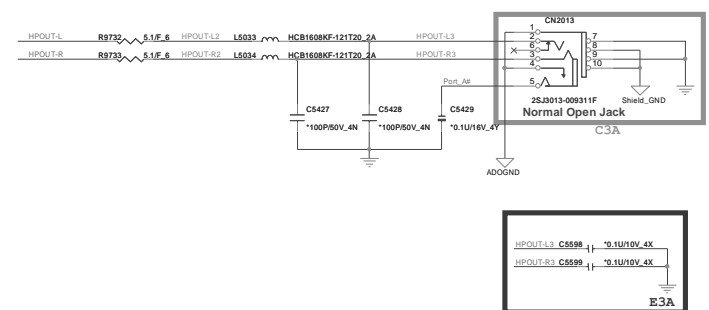 CN2013
HPOUT-L R9732 5.1/F_6 HPOUT-L2 L5033 HCB1608KF-121T20_2A HPOUT-L3
HPOUT-R R9733 5.1/F_6 HPOUT-R2 L5034 HCB1608KF-121T20_2A HPOUT-R3
1
2
6
3
4
5
7
8
9
10
Port_A#
2SJ3013-009311F
Shield_GND
Normal Open Jack
C3A
C5427
*100P/50V_4N
C5428
*100P/50V_4N
C5429
*0.1U/16V_4Y
ADOGND
HPOUT-L3 C5598 *0.1U/10V_4X
HPOUT-R3 C5599 *0.1U/10V_4X
E3A